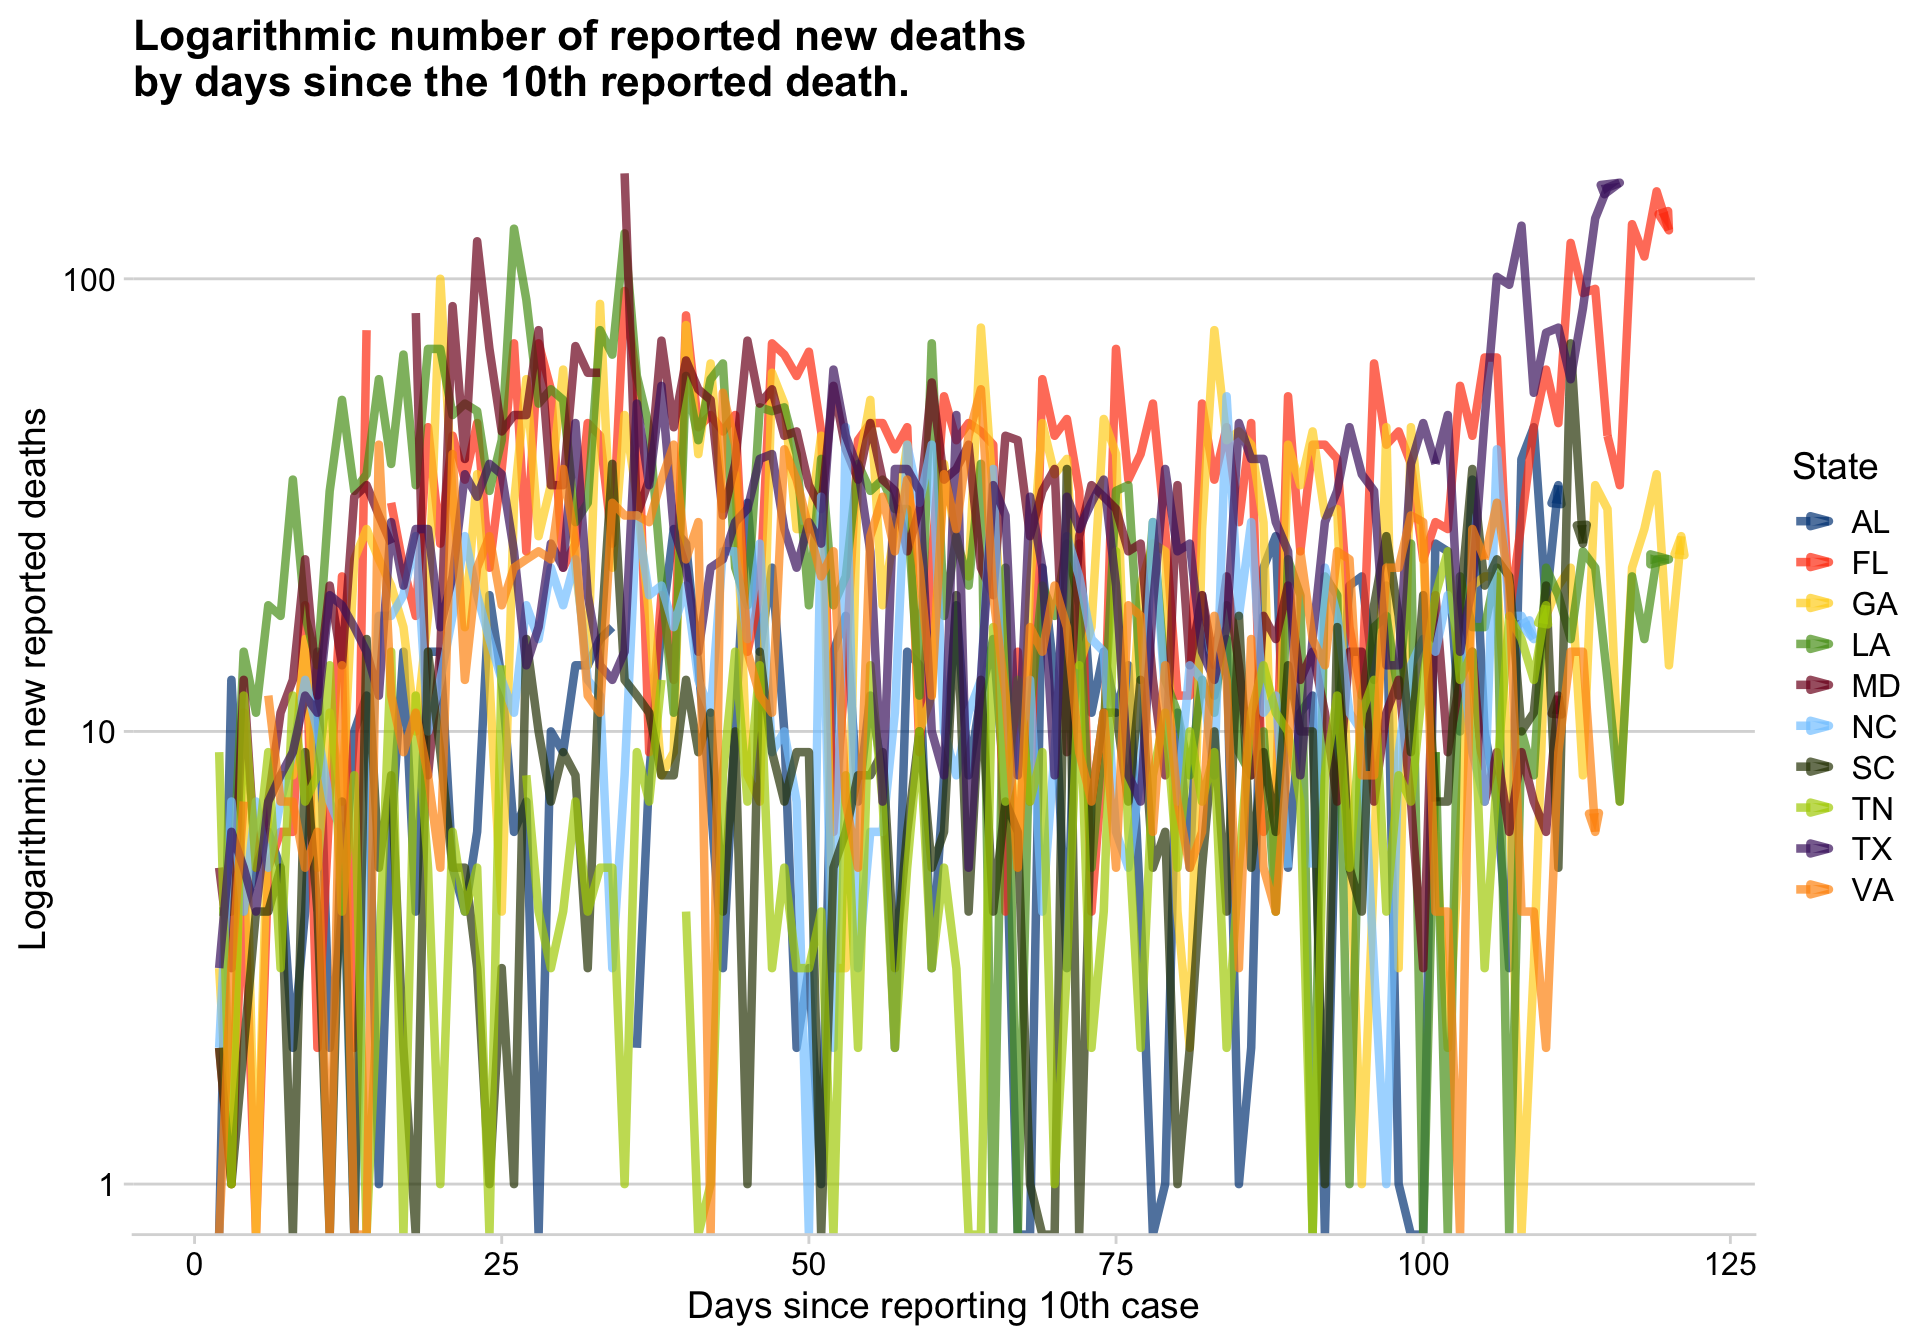 Logarithmic number of reported new deaths
by days since the 10th reported death.
Logarithmic new reported deaths
100
10
1
0
25
50
75
100
125
Days since reporting 10th case
State
AL
FL
GA
LA
MD
NC
SC
TN
TX
VA